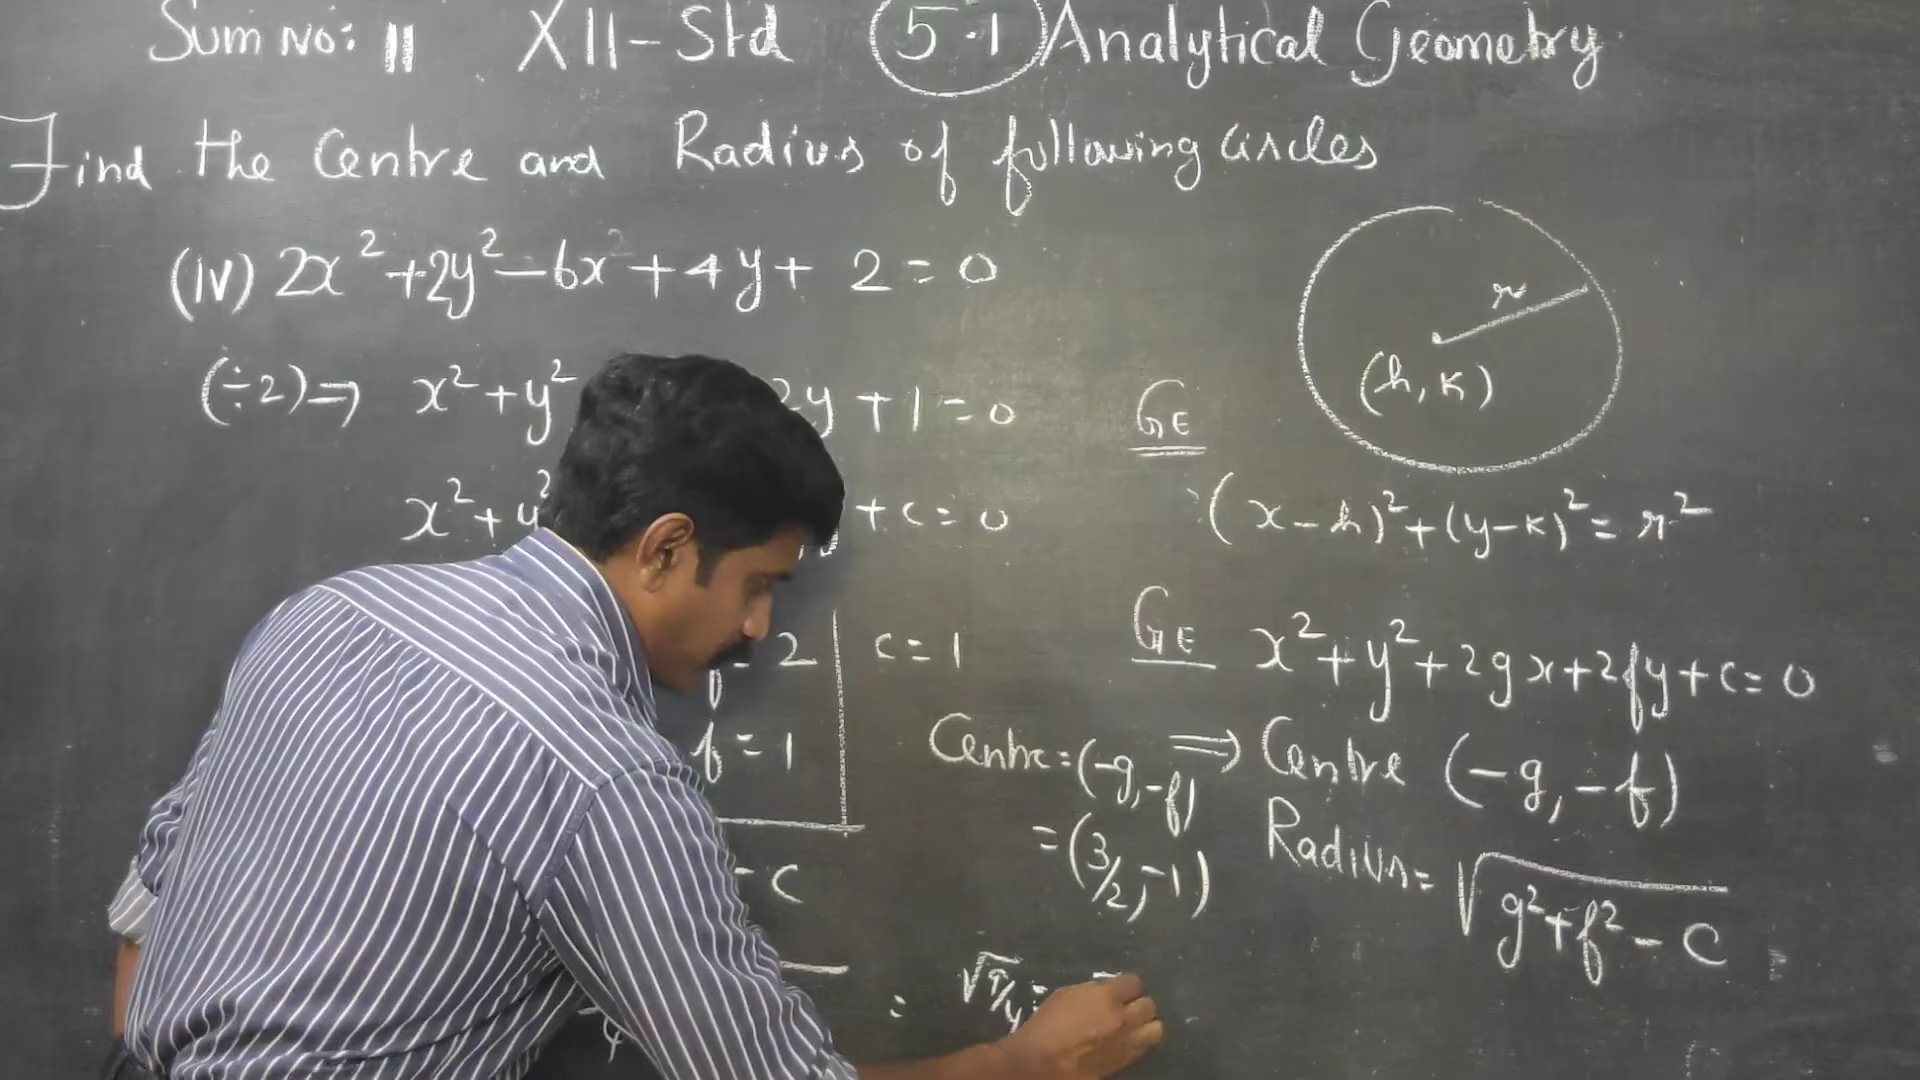 Sum No: 11 XII-Std 5.1 Analytical Geometry
Find the Centre and Radius of following circles
(iv) 2x² + 2y² - 6x + 4y + 2 = 0
(÷2) ⇒ x² + y² 2y + 1 = 0
x² + y² + c = 0
= 2 c = 1
f = 1
Centre = (-g, -f)
= (3/2, -1)
- c
= √9/4 =
r
(h, k)
GE
(x-h)² + (y-k)² = r²
GE x² + y² + 2gx + 2fy + c = 0
⇒ Centre (-g, -f)
Radius = √g² + f² - c